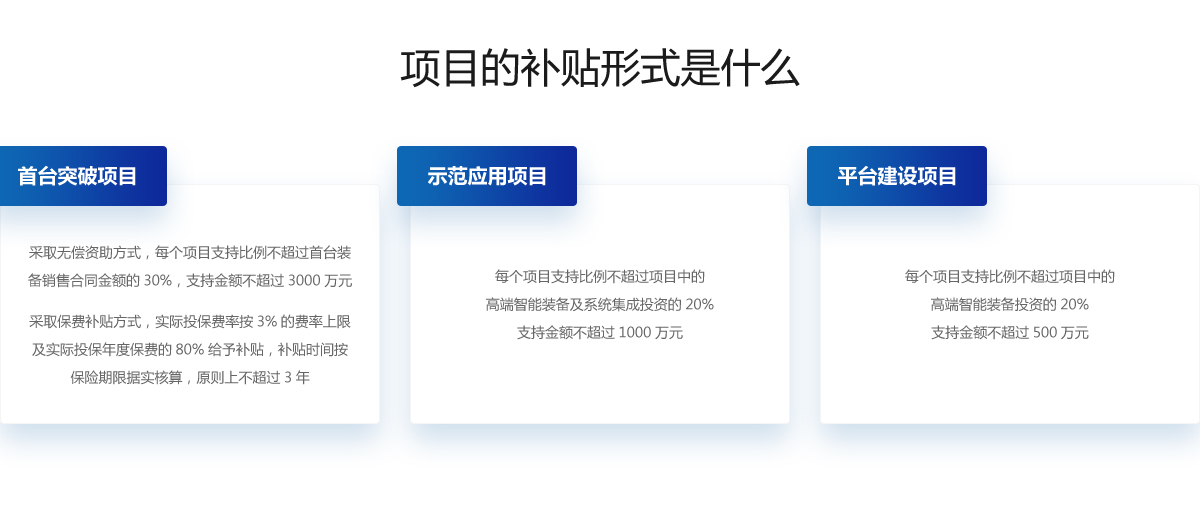 项目的补贴形式是什么
首台突破项目
采取无偿资助方式，每个项目支持比例不超过首台装
备销售合同金额的 30%，支持金额不超过 3000 万元
采取保费补贴方式，实际投保费率按 3% 的费率上限
及实际投保年度保费的 80% 给予补贴，补贴时间按
保险期限据实核算，原则上不超过 3 年
示范应用项目
每个项目支持比例不超过项目中的
高端智能装备及系统集成投资的 20%
支持金额不超过 1000 万元
平台建设项目
每个项目支持比例不超过项目中的
高端智能装备投资的 20%
支持金额不超过 500 万元